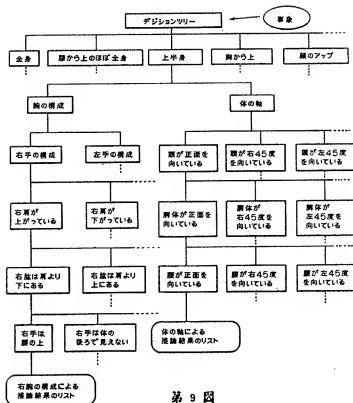 デジションツリー
事象
全身
膝から上のほぼ全身
上半身
胸から上
顔のアップ
腕の構成
体の軸
右手の構成
左手の構成
頭が正面を
向いている
頭が右45度
を向いている
頭が左45度
を向いている
右肩が
上がっている
右肩が
下がっている
胴体が正面を
向いている
胴体が
右45度を
向いている
胴体が
左45度を
向いている
右肱は肩より
下にある
右肱は肩より
上にある
腰が正面を
向いている
腰が右45度
を向いている
腰が左45度
を向いている
右手は
腰の上
右手は体の
後ろで見えない
体の軸による
推論結果のリスト
右腕の構成による
推論結果のリスト
第9図